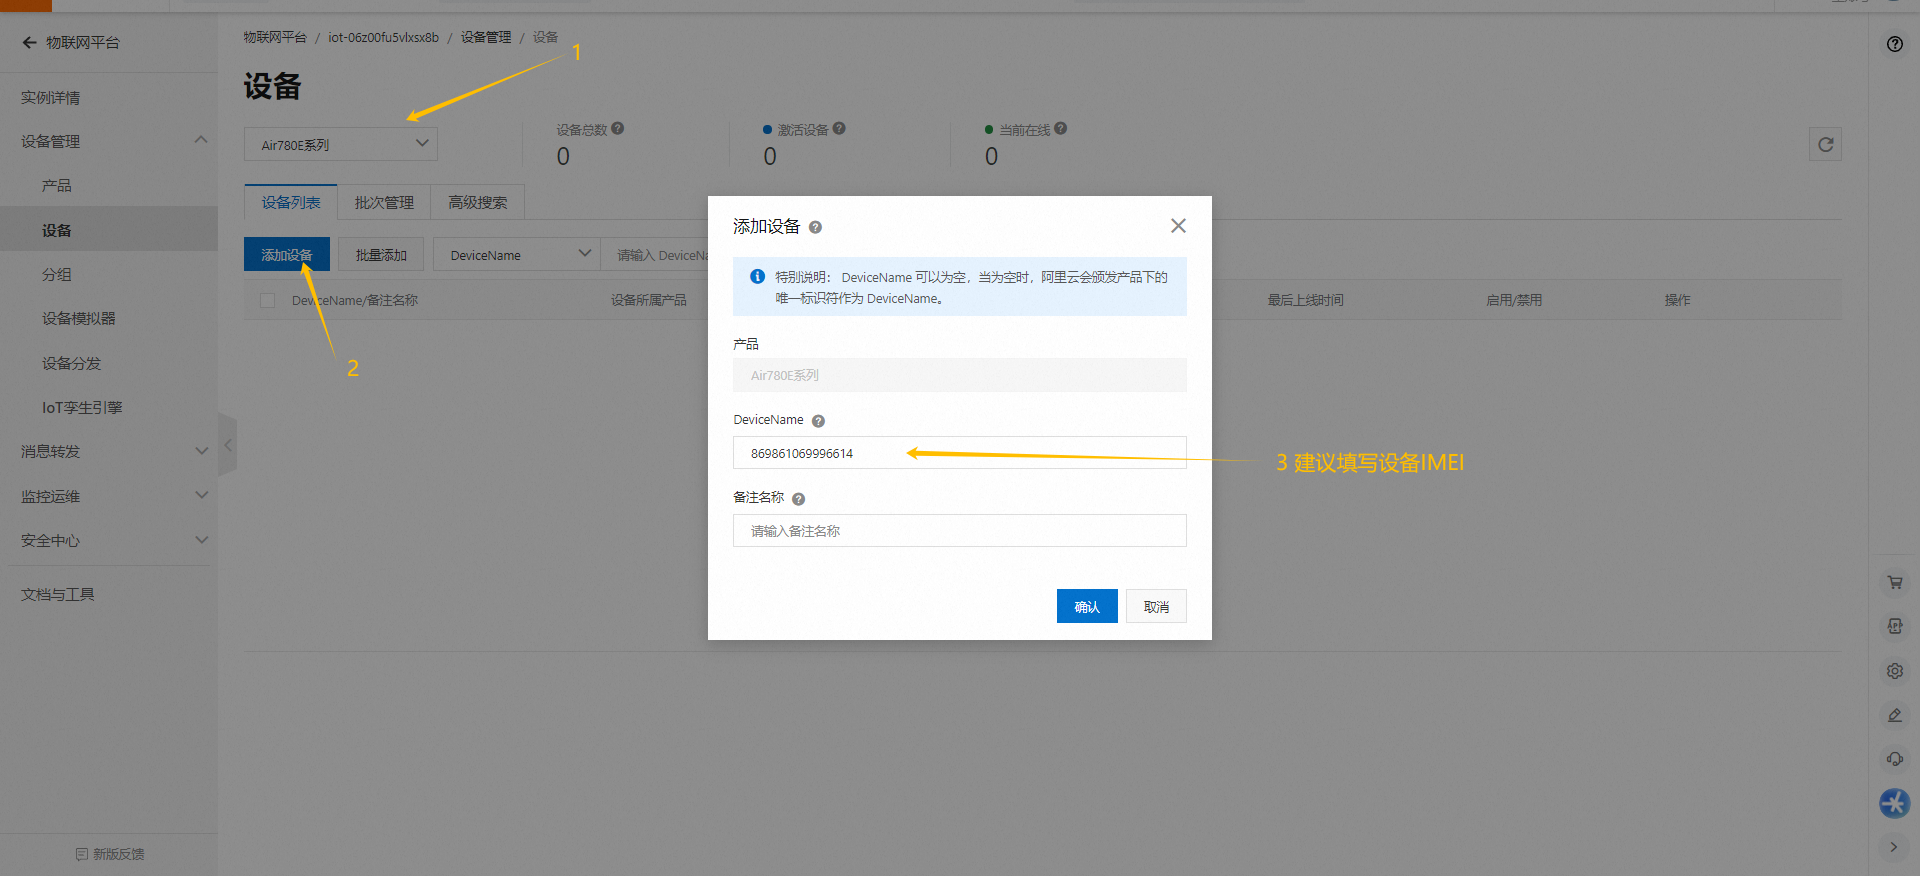 物联网平台
物联网平台 / iot-06z00fu5vlxsx8b / 设备管理 / 设备
1
设备
实例详情
设备管理
产品
设备
分组
设备模拟器
设备分发
IoT孪生引擎
消息转发
监控运维
安全中心
文档与工具
新版反馈
Air780E系列
设备总数
0
激活设备
0
当前在线
0
设备列表 批次管理 高级搜索
添加设备 批量添加 DeviceName 请输入 DeviceNa
DeviceName/备注名称 设备所属产品 最后上线时间 启用/禁用 操作
2
添加设备
特别说明： DeviceName 可以为空，当为空时，阿里云会颁发产品下的
唯一标识符作为 DeviceName。
产品
Air780E系列
DeviceName
869861069996614
3 建议填写设备IMEI
备注名称
请输入备注名称
确认 取消
APP